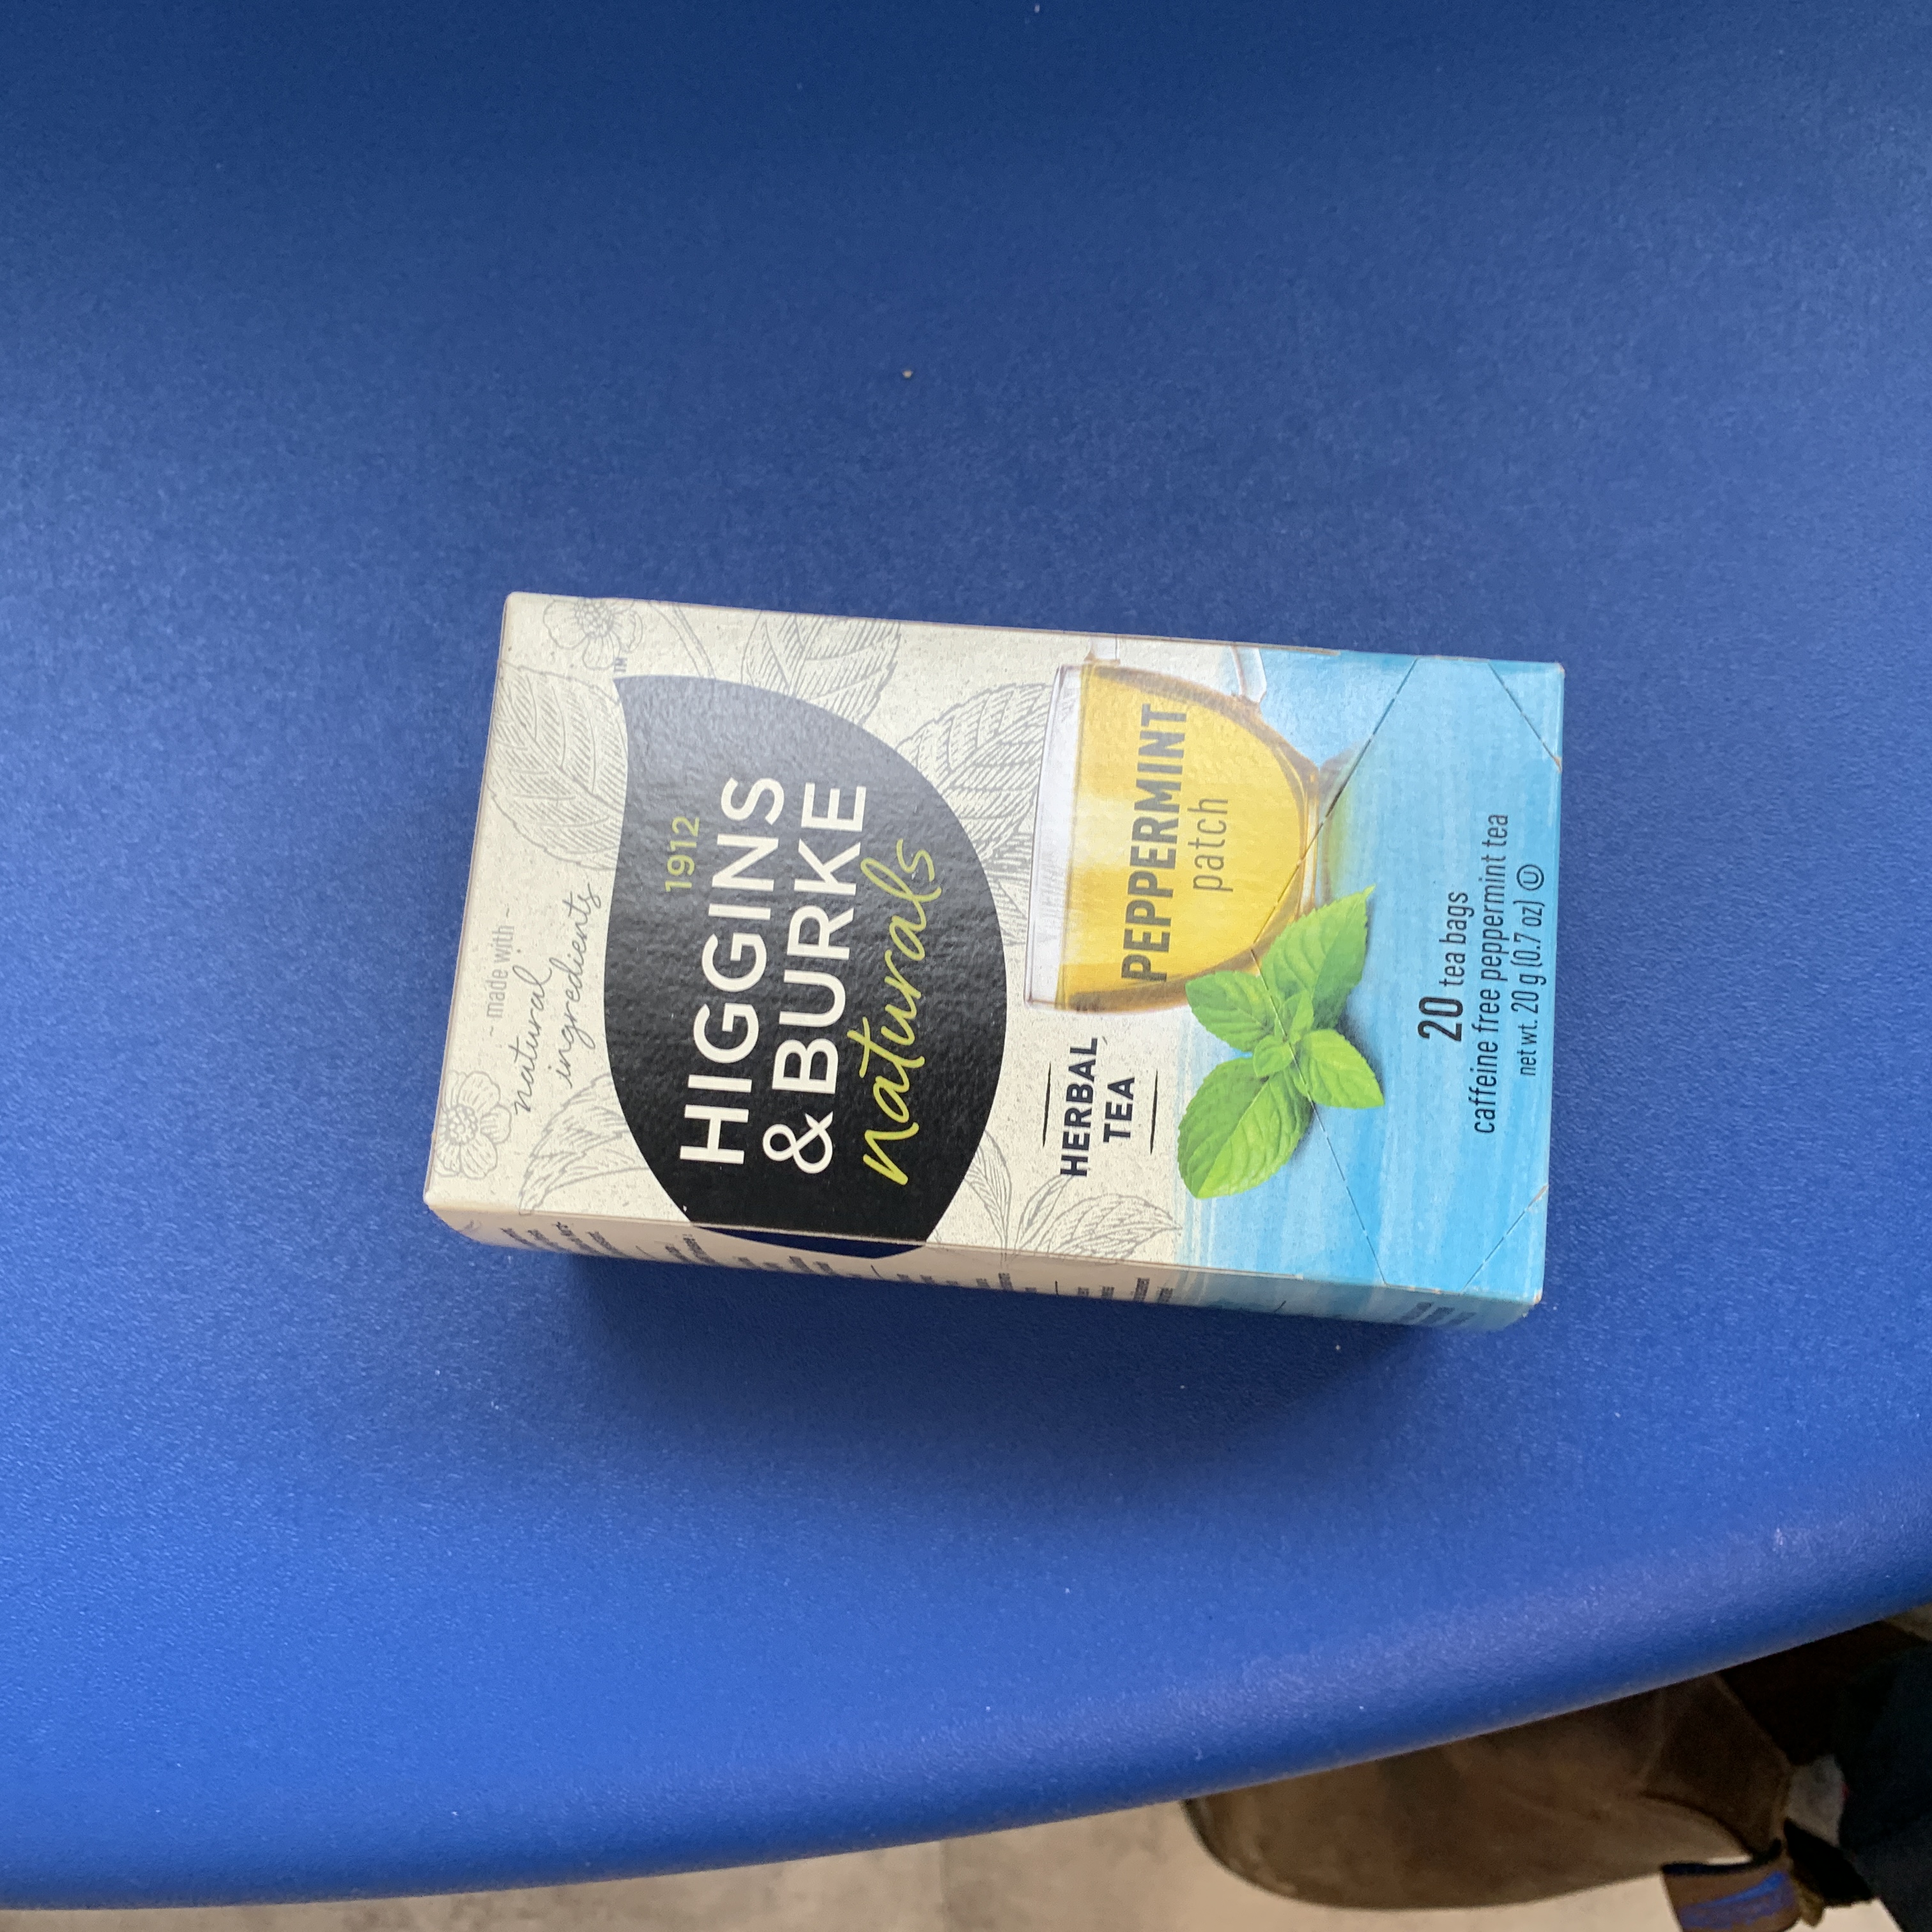 ~ made with ~
natural
ingredients
TM
1912
HIGGINS
& BURKE
naturals
HERBAL
TEA
PEPPERMINT
patch
20 tea bags
caffeine free peppermint tea
net wt. 20 g (0.7 oz) U